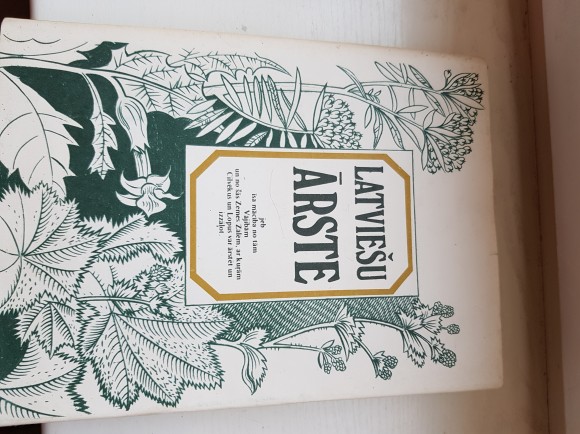 LATVIEŠU
ĀRSTE
jeb
īsa mācība no tām
Vājībām
un no šās Zemes Zālēm, ar kurām
Cilvēkus un Lopus var ārstēt un
izzāļot